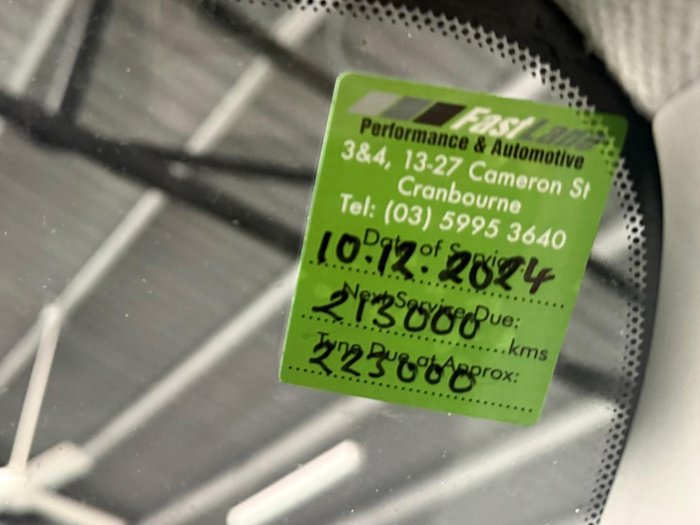 FastLane
Performance & Automotive
3&4, 13-27 Cameron St
Cranbourne
Tel: (03) 5995 3640
Date of Service:
10.12.2024
Next Service Due:
213000 kms
Tune Due at Approx:
223000